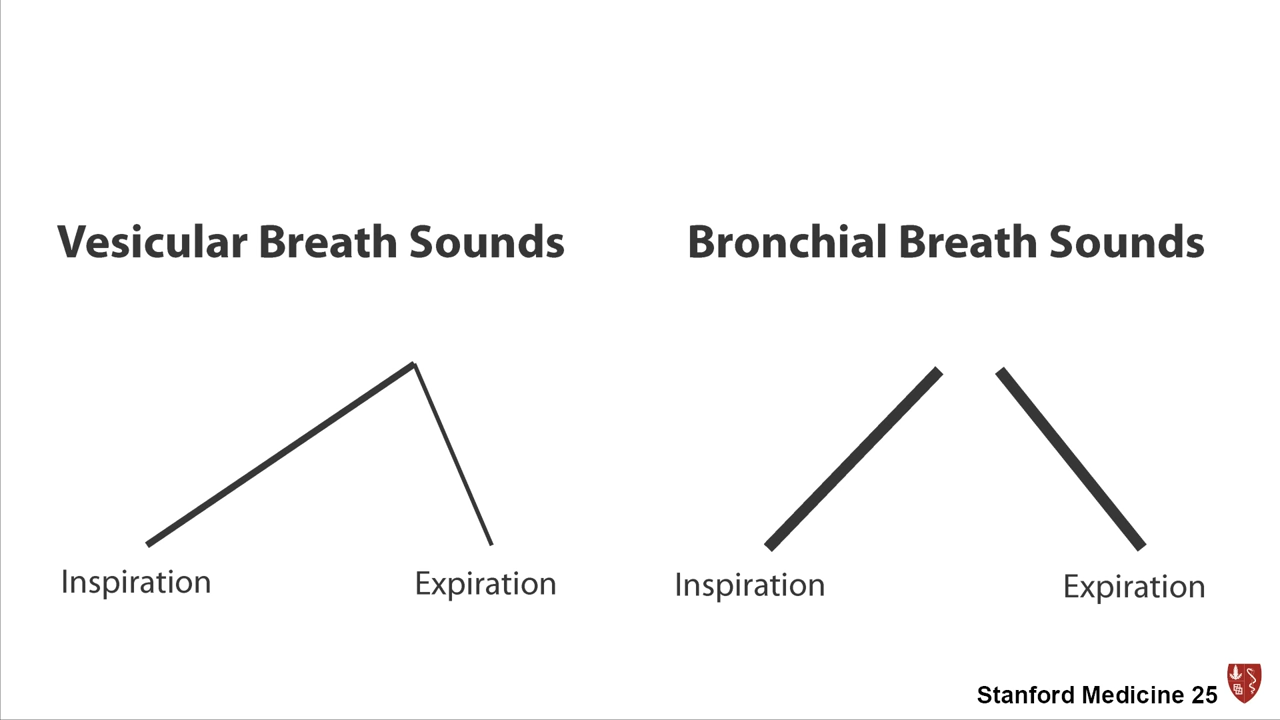 Vesicular Breath Sounds
Bronchial Breath Sounds
Inspiration
Expiration
Inspiration
Expiration
Stanford Medicine 25